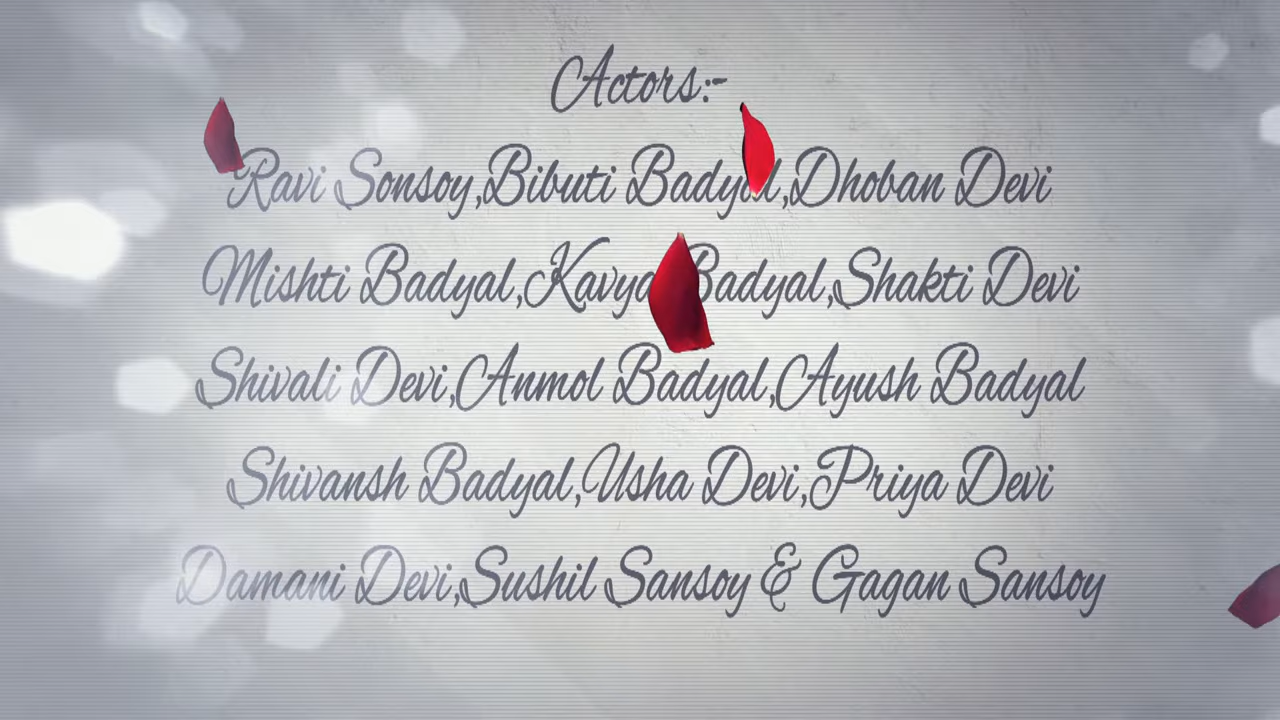 Actors:-
Ravi Sonsoy,Bibuti Badyal,Dhoban Devi
Mishti Badyal,Kavya Badyal,Shakti Devi
Shivali Devi,Anmol Badyal,Ayush Badyal
Shivansh Badyal,Usha Devi,Priya Devi
Damani Devi,Sushil Sansoy & Gagan Sansoy